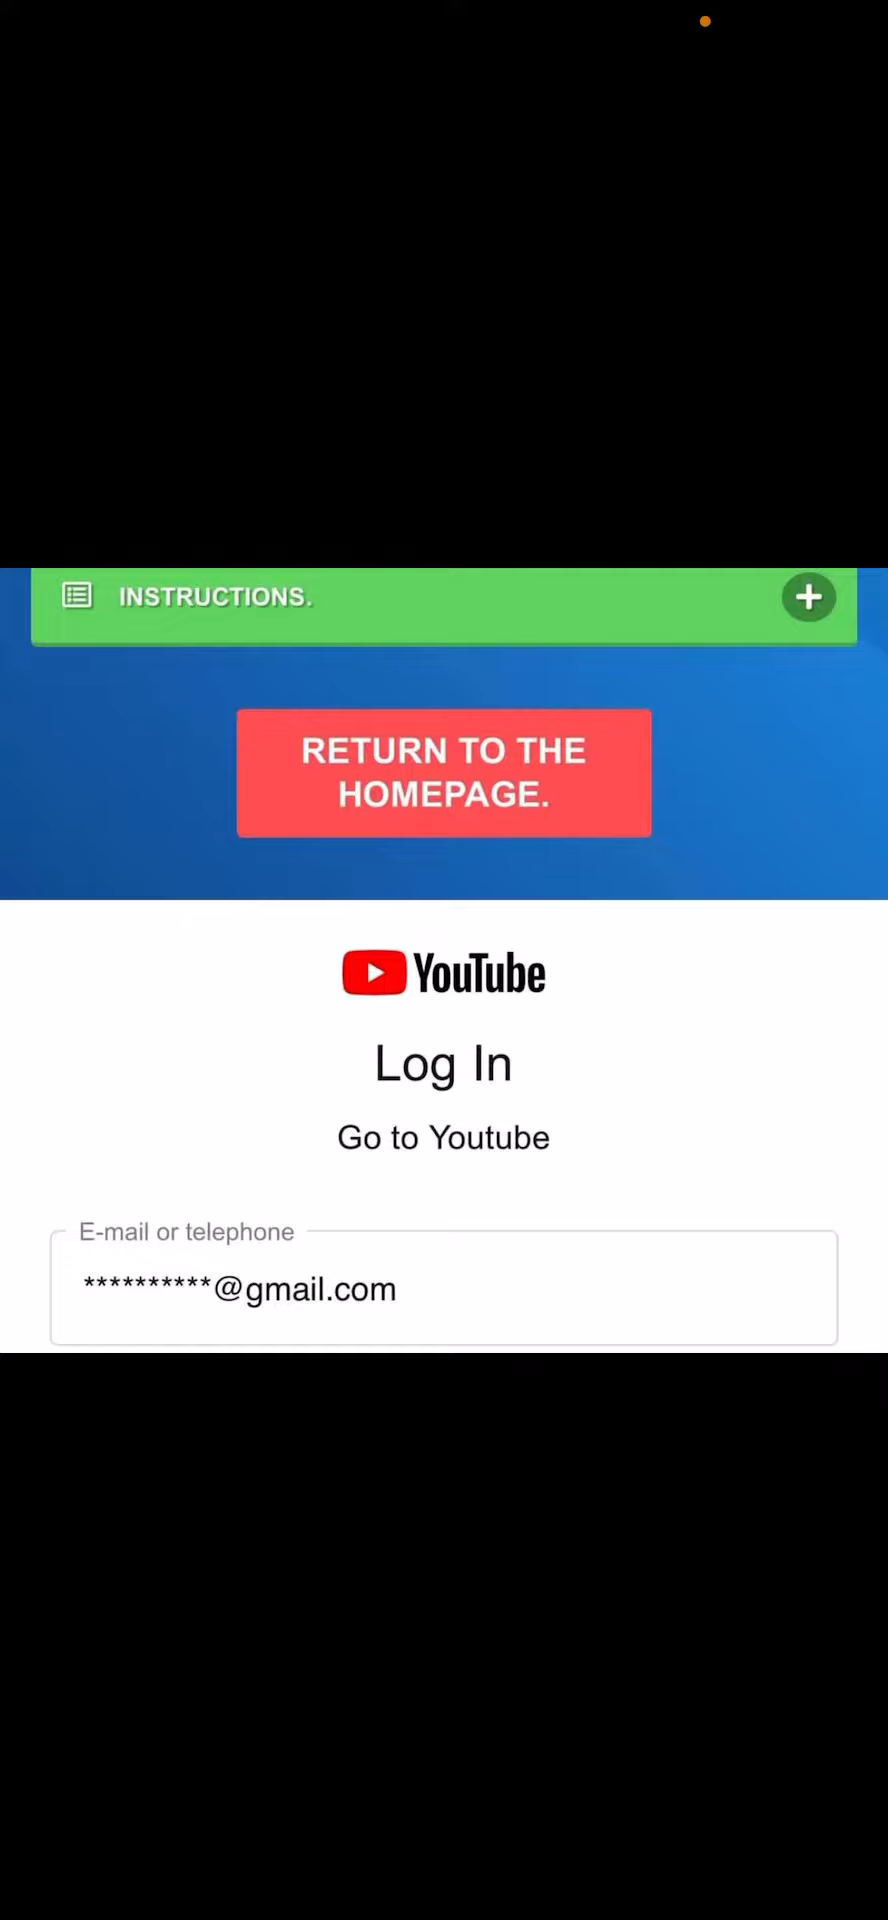 INSTRUCTIONS.
RETURN TO THE
HOMEPAGE.
YouTube
Log In
Go to Youtube
E-mail or telephone
**********@gmail.com